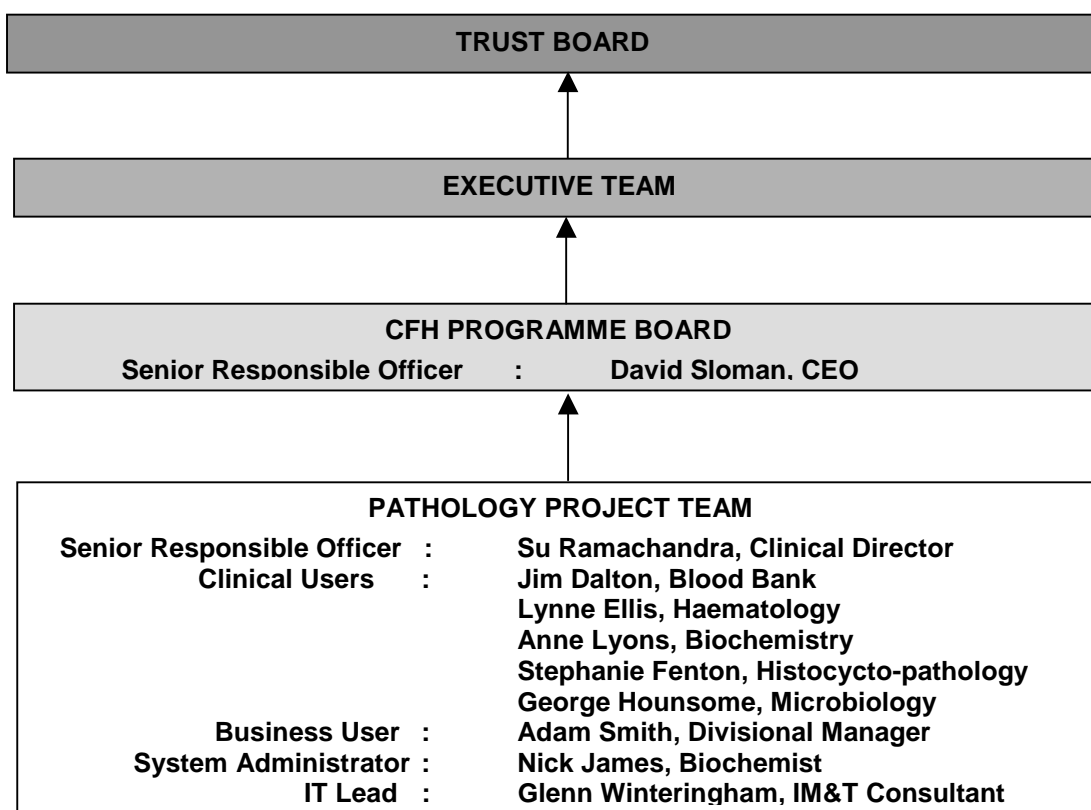 TRUST BOARD
EXECUTIVE TEAM
CFH PROGRAMME BOARD
Senior Responsible Officer : David Sloman, CEO
PATHOLOGY PROJECT TEAM
Senior Responsible Officer : Su Ramachandra, Clinical Director
Clinical Users : Jim Dalton, Blood Bank
Lynne Ellis, Haematology
Anne Lyons, Biochemistry
Stephanie Fenton, Histocycto-pathology
George Hounsome, Microbiology
Business User : Adam Smith, Divisional Manager
System Administrator : Nick James, Biochemist
IT Lead : Glenn Winteringham, IM&T Consultant